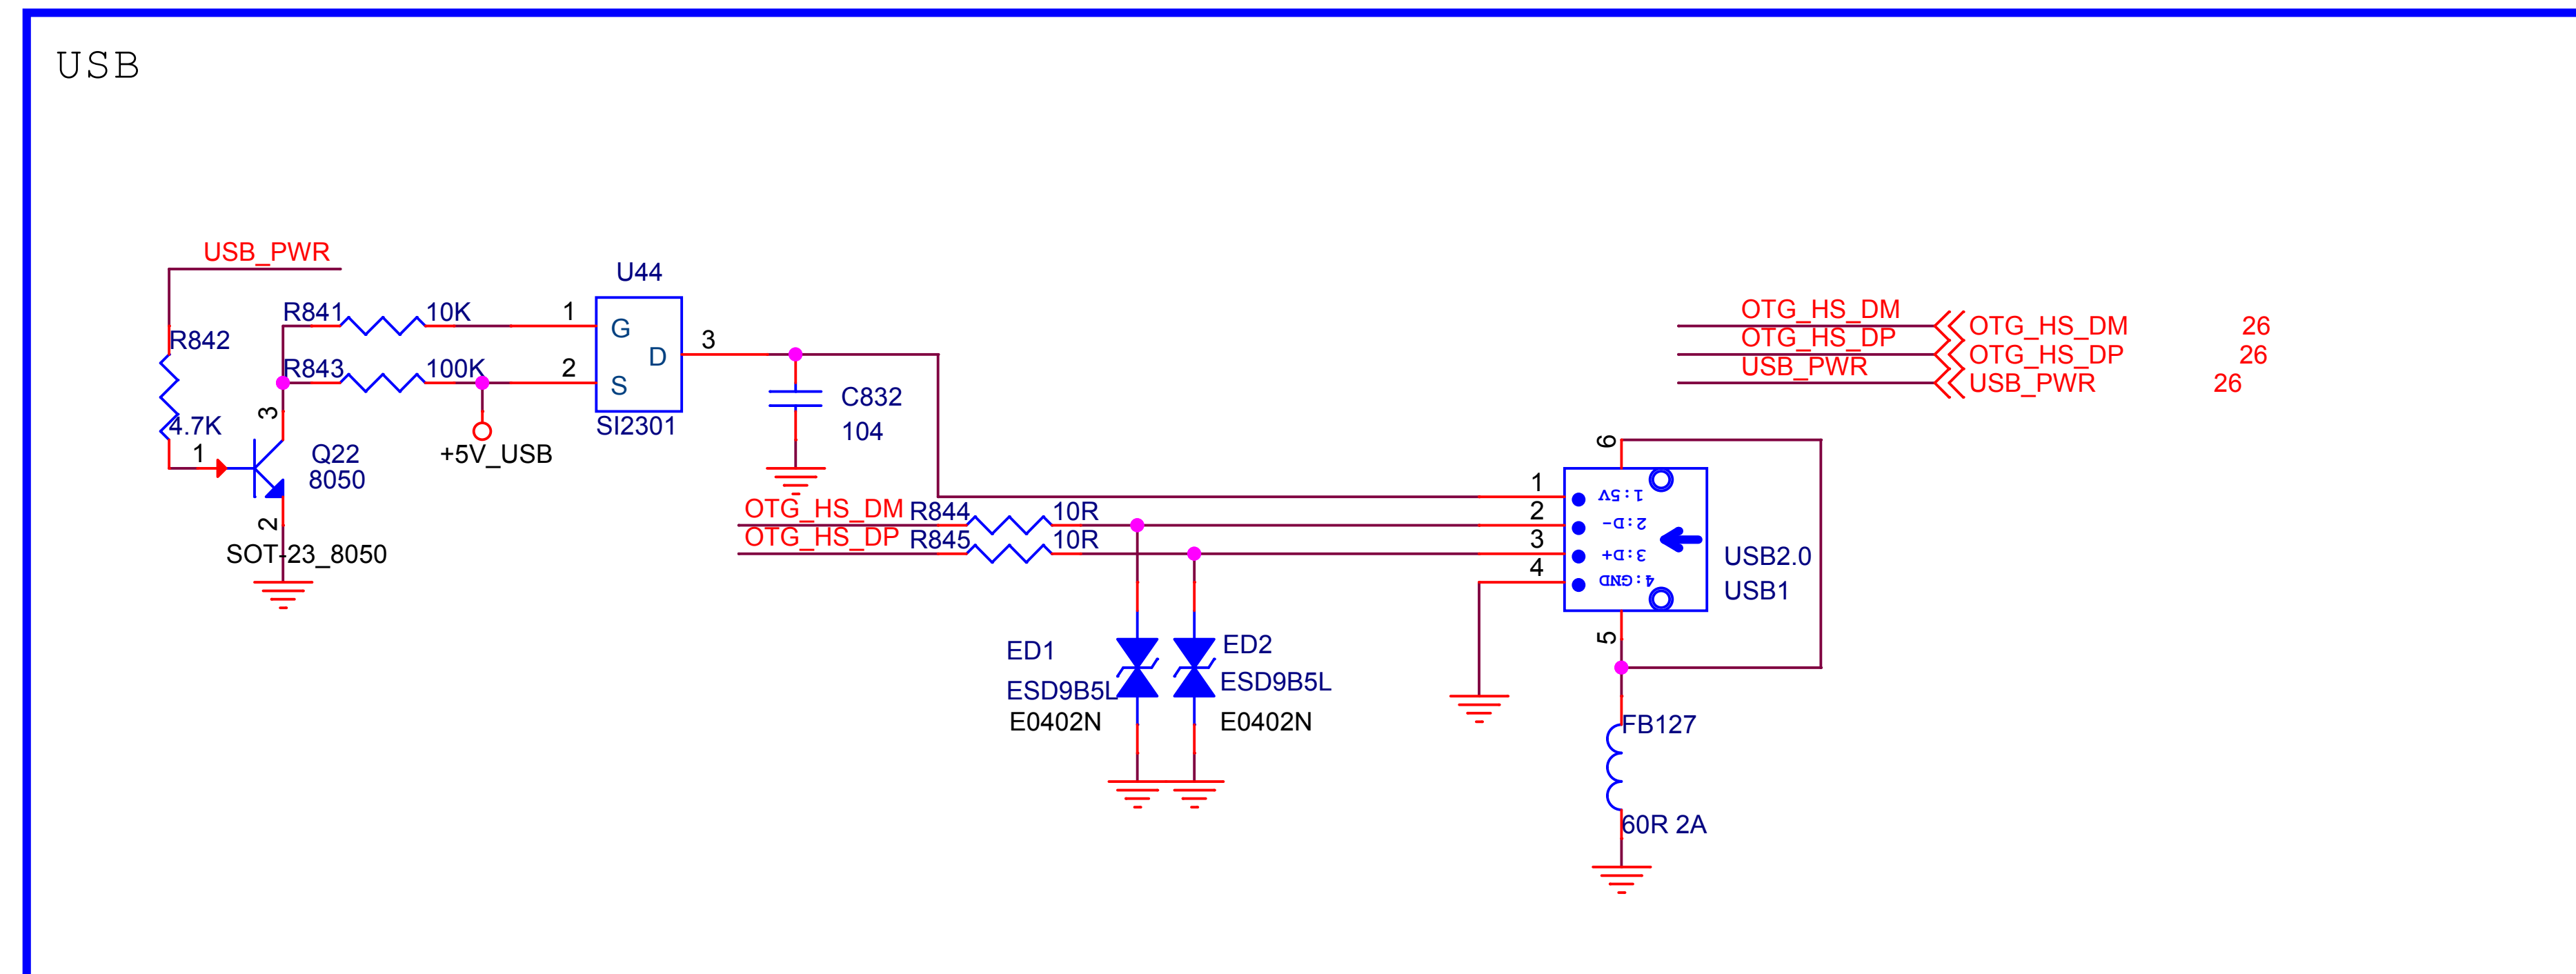 USB
USB_PWR
R841 10K
R842
R843 100K
4.7K
1
3
2
Q22
8050
SOT-23_8050
+5V_USB
U44
1
2
G
S
D
3
SI2301
C832
104
OTG_HS_DM R844 10R
OTG_HS_DP R845 10R
ED1
ESD9B5L
E0402N
ED2
ESD9B5L
E0402N
OTG_HS_DM OTG_HS_DM 26
OTG_HS_DP OTG_HS_DP 26
USB_PWR USB_PWR 26
6
1
2
3
4
1:5V
2:D-
3:D+
4:GND
5
USB2.0
USB1
FB127
60R 2A